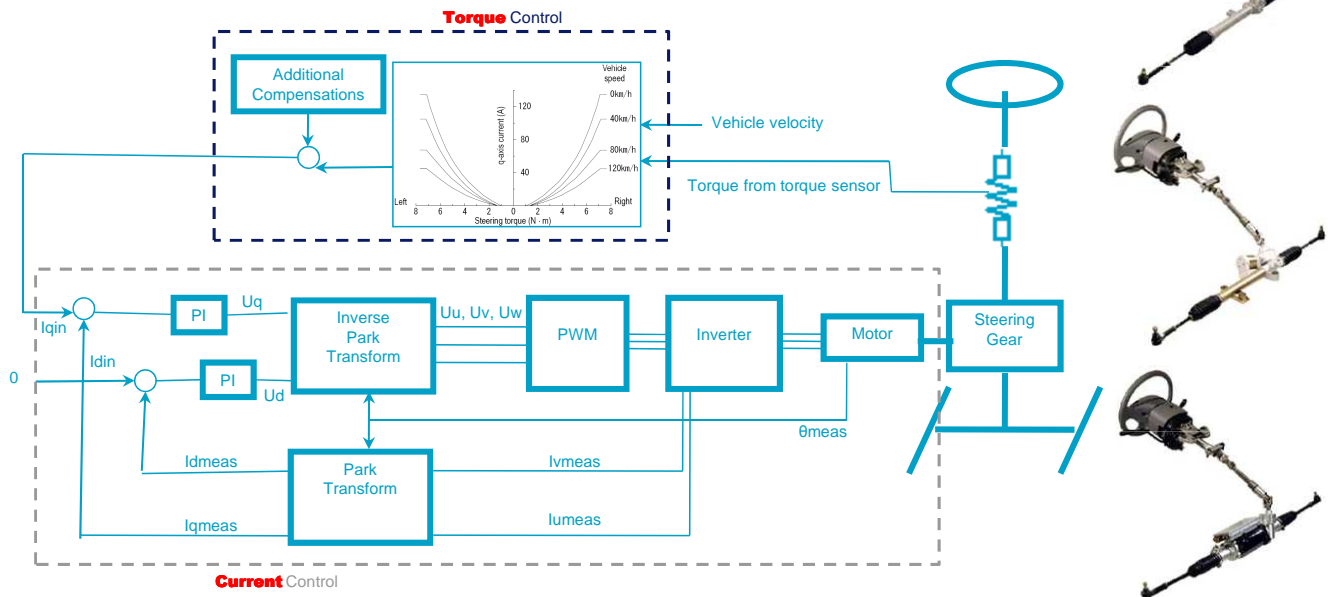 Torque Control
Additional
Compensations
Vehicle
speed
q-axis current (A)
120
80
40
0km/h
40km/h
80km/h
120km/h
Left
Right
8 6 4 2 0 2 4 6 8
Steering torque (N · m)
Vehicle velocity
Torque from torque sensor
Iqin
PI
Uq
Idin
0
PI
Ud
Inverse
Park
Transform
Uu, Uv, Uw
PWM
Inverter
Motor
Steering
Gear
θmeas
Idmeas
Park
Transform
Ivmeas
Iqmeas
Iumeas
Current Control